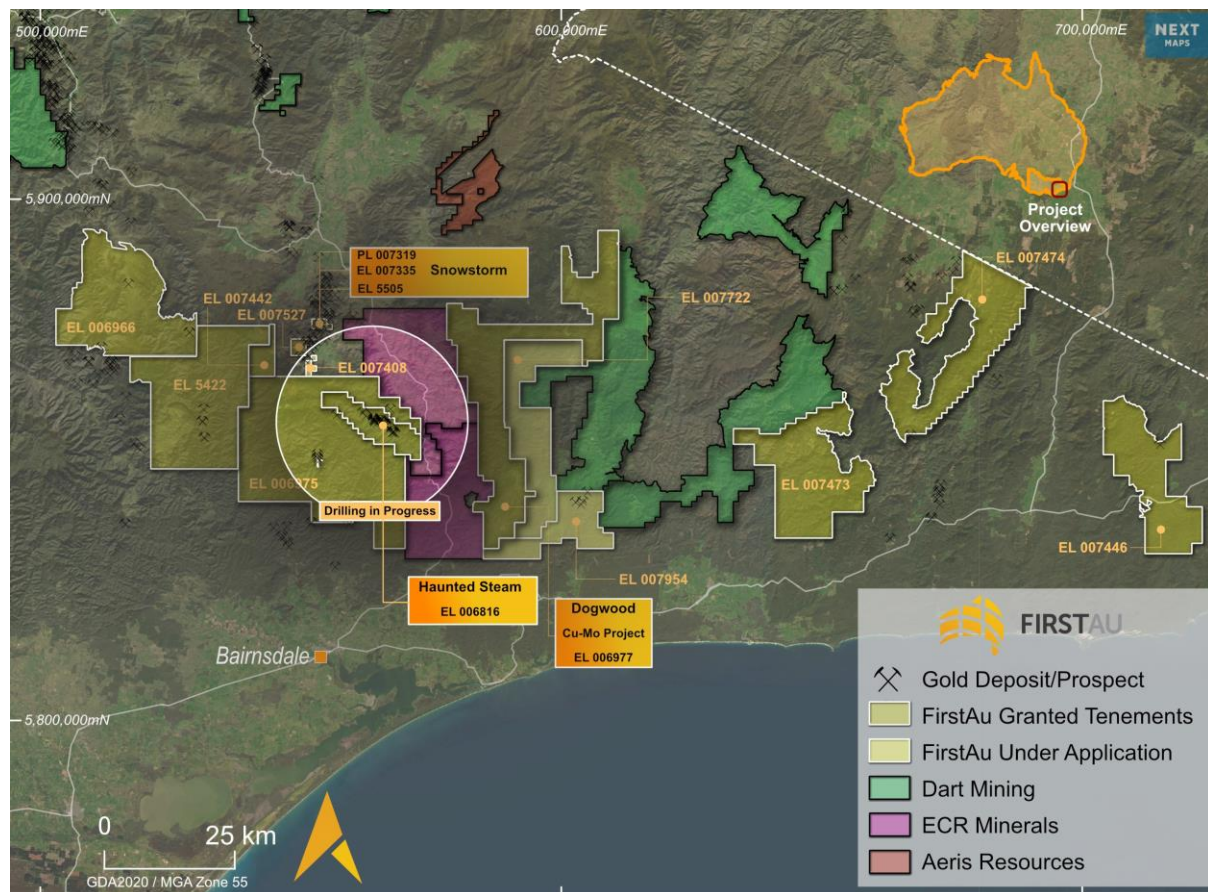 500,000mE
600,000mE
700,000mE
NEXT
MAPS
5,900,000mN
Project
Overview
EL 007474
PL 007319
EL 007335
Snowstorm
EL 5505
EL 007442
EL 007527
EL 007722
EL 006966
EL 007408
EL 5422
EL 006975
EL 007473
Drilling in Progress
EL 007446
EL 007954
Haunted Steam
EL 006816
Dogwood
Cu-Mo Project
EL 006977
Bairnsdale
5,800,000mN
0
25 km
GDA2020 / MGA Zone 55
FIRSTAU
Gold Deposit/Prospect
FirstAu Granted Tenements
FirstAu Under Application
Dart Mining
ECR Minerals
Aeris Resources